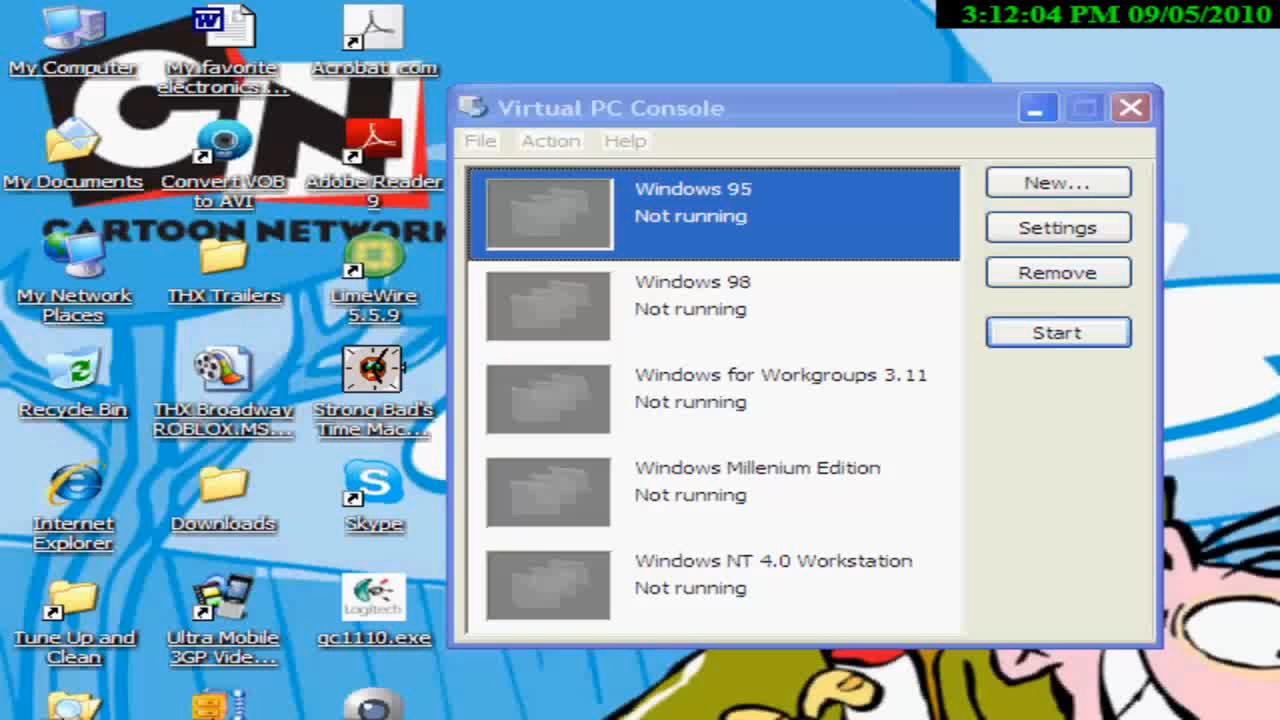 3:12:04 PM 09/05/2010
My Computer
My favorite
electronics1...
Acrobat.com
CN
CARTOON NETWORK
My Documents
Convert VOB
to AVI
Adobe Reader
9
My Network
Places
THX Trailers
LimeWire
5.5.9
Recycle Bin
THX Broadway
ROBLOX.MS...
Strong Bad's
Time Mac...
Internet
Explorer
Downloads
Skype
Tune Up and
Clean
Ultra Mobile
3GP Vide...
Logitech
gc1110.exe
Virtual PC Console
File Action Help
Windows 95
Not running
Windows 98
Not running
Windows for Workgroups 3.11
Not running
Windows Millenium Edition
Not running
Windows NT 4.0 Workstation
Not running
New...
Settings
Remove
Start